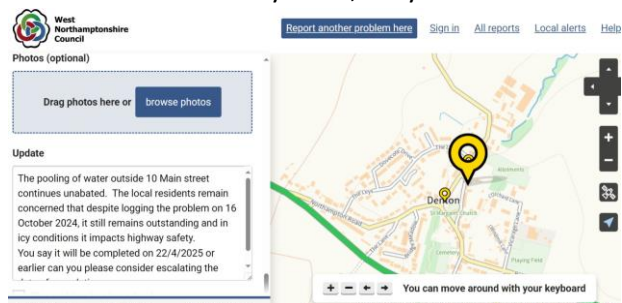 West
Northamptonshire
Council
Report another problem here
Sign in
All reports
Local alerts
Help
Photos (optional)
Drag photos here or
browse photos
Update
The pooling of water outside 10 Main street
continues unabated. The local residents remain
concerned that despite logging the problem on 16
October 2024, it still remains outstanding and in
icy conditions it impacts highway safety.
You say it will be completed on 22/4/2025 or
earlier can you please consider escalating the
Denton
Northampton Road
Allotments
Playing Field
You can move around with your keyboard